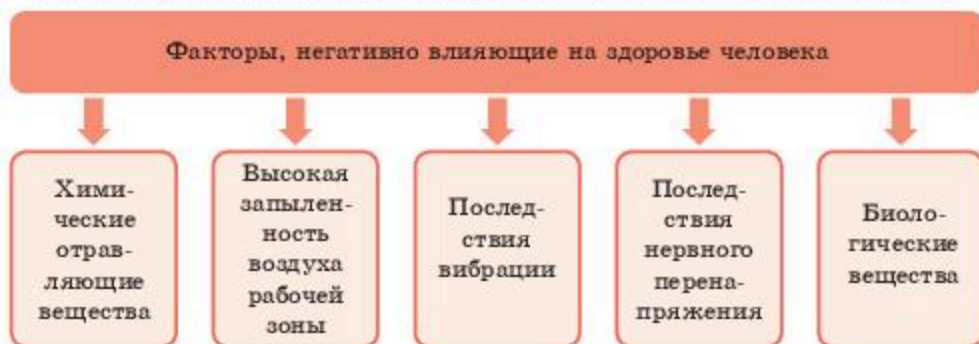 Факторы, негативно влияющие на здоровье человека
Хими-
ческие
отрав-
ляющие
вещества
Высокая
запылен-
ность
воздуха
рабочей
зоны
Послед-
ствия
вибрации
Послед-
ствия
нервного
перена-
пряжения
Биоло-
гические
вещества